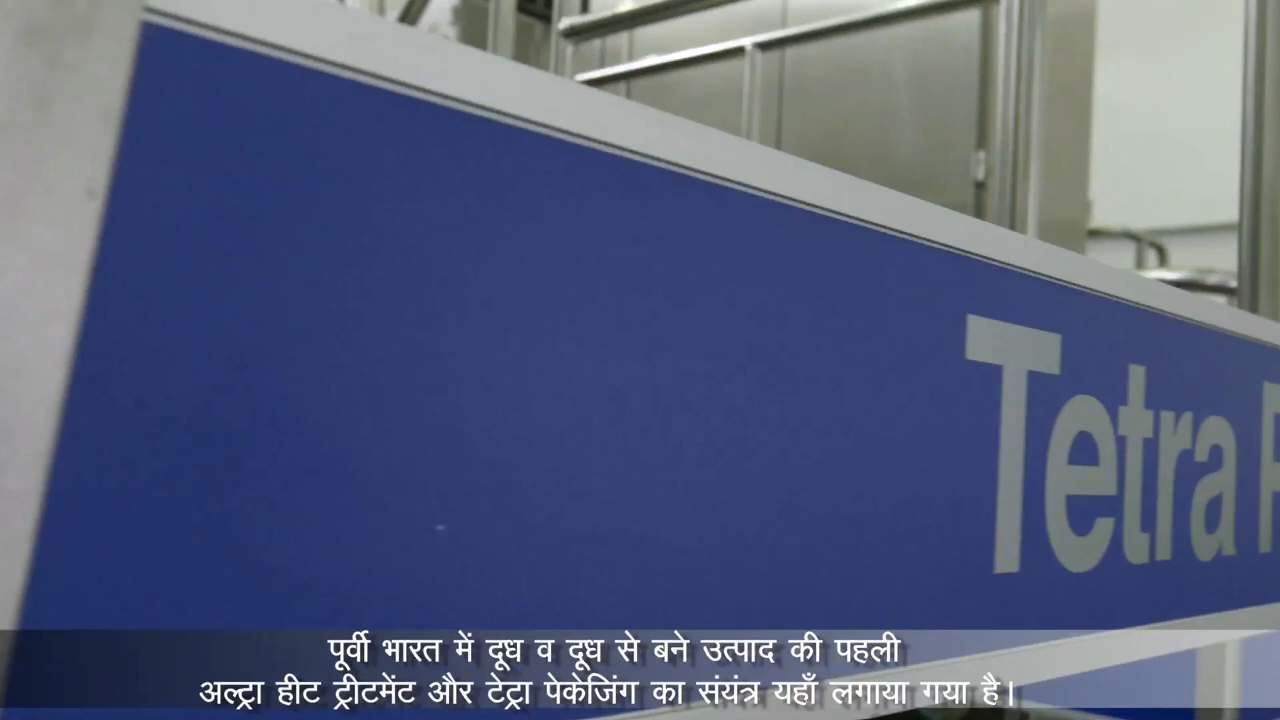 Tetra
पूर्वी भारत में दूध व दूध से बने उत्पाद की पहली
अल्ट्रा हीट ट्रीटमेंट और टेट्रा पेकेजिंग का संयंत्र यहाँ लगाया गया है।